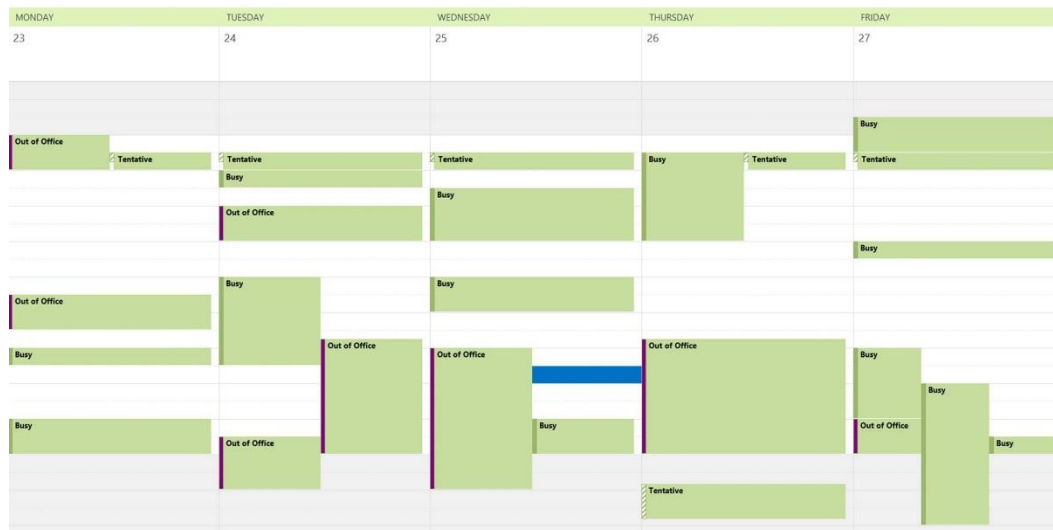 MONDAY
TUESDAY
WEDNESDAY
THURSDAY
FRIDAY
23
24
25
26
27
Out of Office
Tentative
Out of Office
Busy
Busy
Tentative
Busy
Out of Office
Busy
Out of Office
Out of Office
Tentative
Busy
Busy
Out of Office
Busy
Busy
Tentative
Out of Office
Tentative
Busy
Tentative
Busy
Busy
Busy
Out of Office
Busy